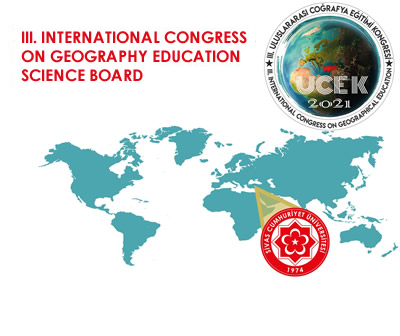 III. INTERNATIONAL CONGRESS
ON GEOGRAPHY EDUCATION
SCIENCE BOARD
III. ULUSLARARASI COĞRAFYA EĞİTİMİ KONGRESİ
UCEK
2021
III. INTERNATIONAL CONGRESS ON GEOGRAPHICAL EDUCATION
SİVAS CUMHURİYET ÜNİVERSİTESİ
1974